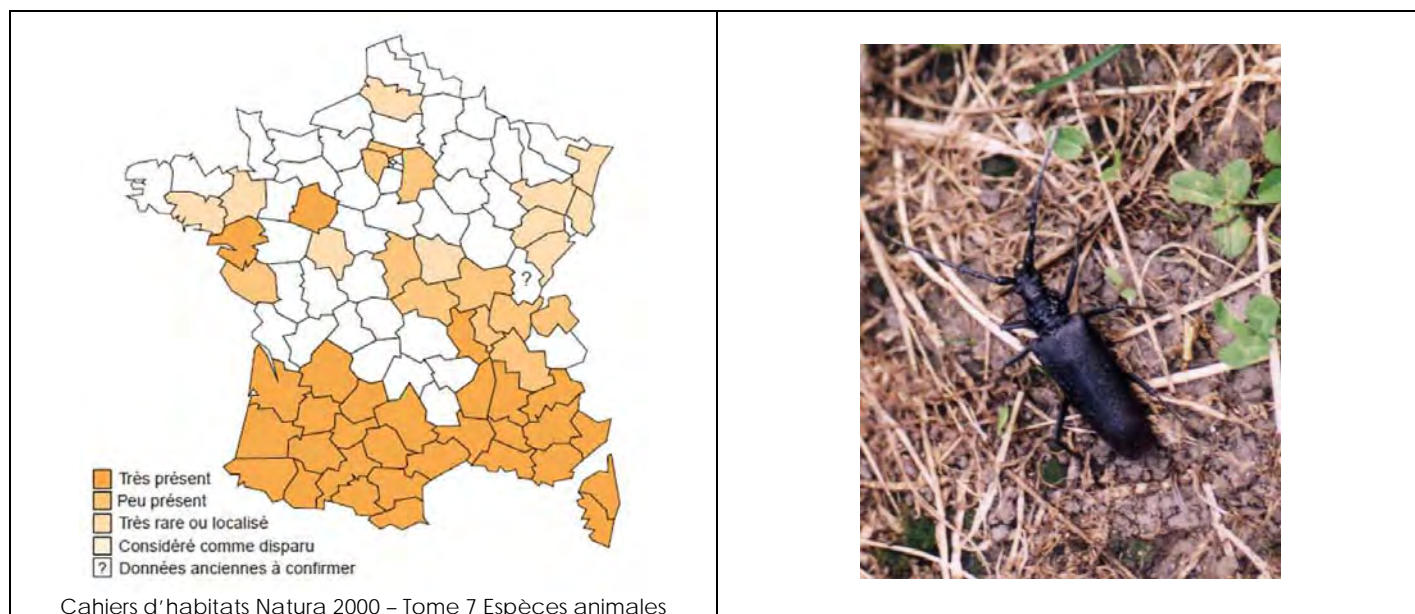 ?
Très présent
Peu présent
Très rare ou localisé
Considéré comme disparu
? Données anciennes à confirmer
Cahiers d'habitats Natura 2000 – Tome 7 Espèces animales